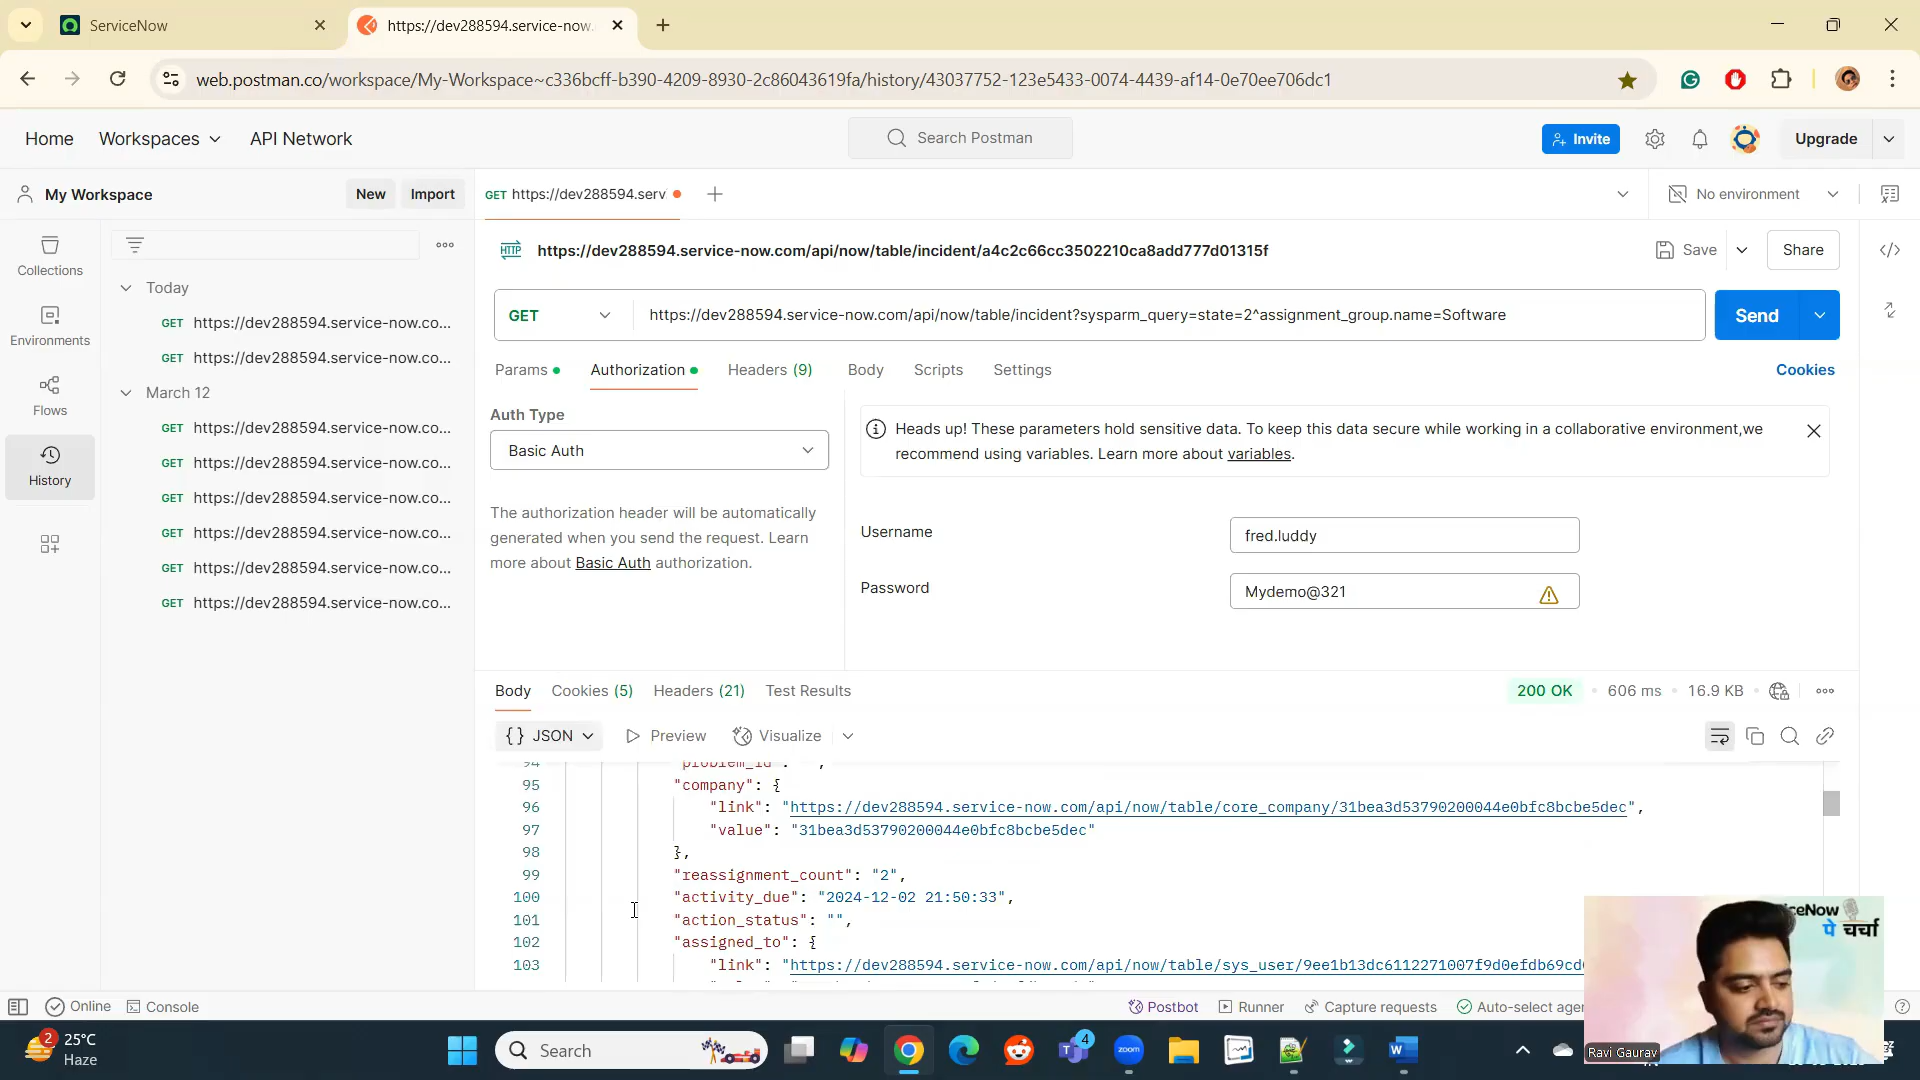 ServiceNow
https://dev288594.service-now.
web.postman.co/workspace/My-Workspace~c336bcff-b390-4209-8930-2c86043619fa/history/43037752-123e5433-0074-4439-af14-0e70ee706dc1
Home Workspaces API Network Search Postman Invite Upgrade
My Workspace New Import GET https://dev288594.serv No environment
Collections
Environments
Flows
History
Today
GET https://dev288594.service-now.co...
GET https://dev288594.service-now.co...
March 12
GET https://dev288594.service-now.co...
GET https://dev288594.service-now.co...
GET https://dev288594.service-now.co...
GET https://dev288594.service-now.co...
GET https://dev288594.service-now.co...
GET https://dev288594.service-now.co...
HTTP https://dev288594.service-now.com/api/now/table/incident/a4c2c66cc3502210ca8add777d01315f Save Share
GET https://dev288594.service-now.com/api/now/table/incident?sysparm_query=state=2^assignment_group.name=Software Send
Params Authorization Headers (9) Body Scripts Settings Cookies
Auth Type
Basic Auth
The authorization header will be automatically
generated when you send the request. Learn
more about Basic Auth authorization.
Heads up! These parameters hold sensitive data. To keep this data secure while working in a collaborative environment,we
recommend using variables. Learn more about variables.
Username fred.luddy
Password Mydemo@321
Body Cookies (5) Headers (21) Test Results 200 OK 606 ms 16.9 KB
{} JSON Preview Visualize
94 "problem_id": "",
95 "company": {
96 "link": "https://dev288594.service-now.com/api/now/table/core_company/31bea3d53790200044e0bfc8bcbe5dec",
97 "value": "31bea3d53790200044e0bfc8bcbe5dec"
98 },
99 "reassignment_count": "2",
100 "activity_due": "2024-12-02 21:50:33",
101 "action_status": "",
102 "assigned_to": {
103 "link": "https://dev288594.service-now.com/api/now/table/sys_user/9ee1b13dc6112271007f9d0efdb69cd
Online Console Postbot Runner Capture requests Auto-select agen
पे चर्चा
Ravi Gaurav
2 25°C
Haze
Search
4
zoom